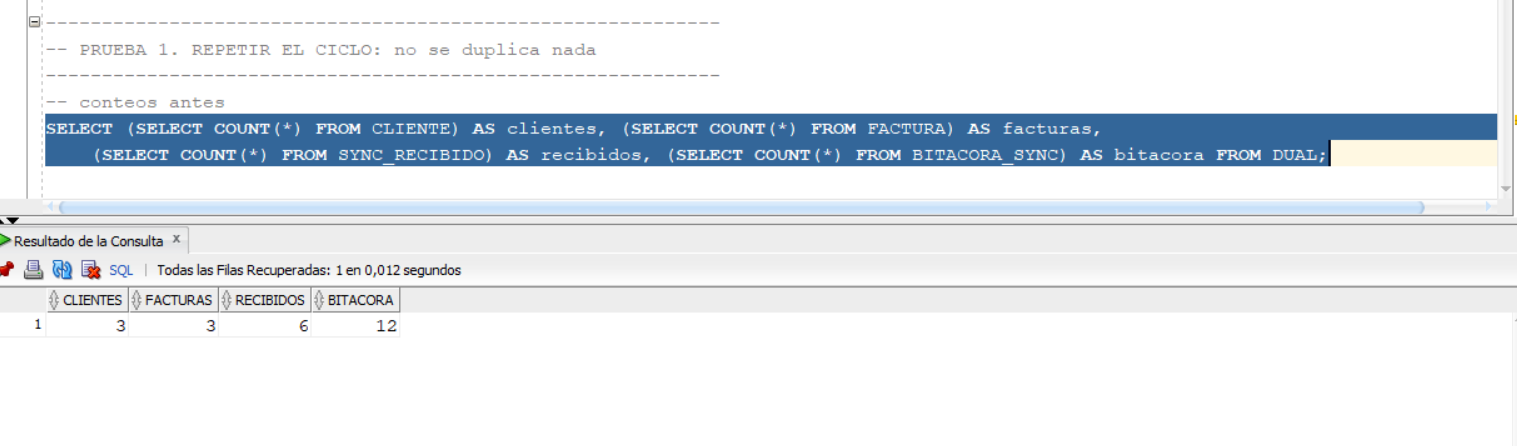 ------------------------------------------------------------
-- PRUEBA 1. REPETIR EL CICLO: no se duplica nada
------------------------------------------------------------
-- conteos antes
SELECT (SELECT COUNT(*) FROM CLIENTE) AS clientes, (SELECT COUNT(*) FROM FACTURA) AS facturas,
(SELECT COUNT(*) FROM SYNC_RECIBIDO) AS recibidos, (SELECT COUNT(*) FROM BITACORA_SYNC) AS bitacora FROM DUAL;
Resultado de la Consulta x
SQL | Todas las Filas Recuperadas: 1 en 0,012 segundos
CLIENTES FACTURAS RECIBIDOS BITACORA
1 3 3 6 12